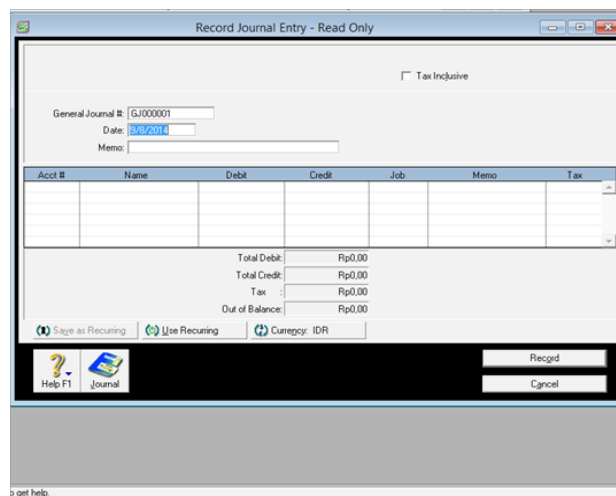 Record Journal Entry - Read Only
Tax Inclusive
General Journal #: GJ000001
Date: 9/8/2014
Memo:
Acct # Name Debit Credit Job Memo Tax
Total Debit: Rp0,00
Total Credit: Rp0,00
Tax : Rp0,00
Out of Balance: Rp0,00
Save as Recurring Use Recurring Currency: IDR
Help F1 Journal Record
Cancel
o get help.